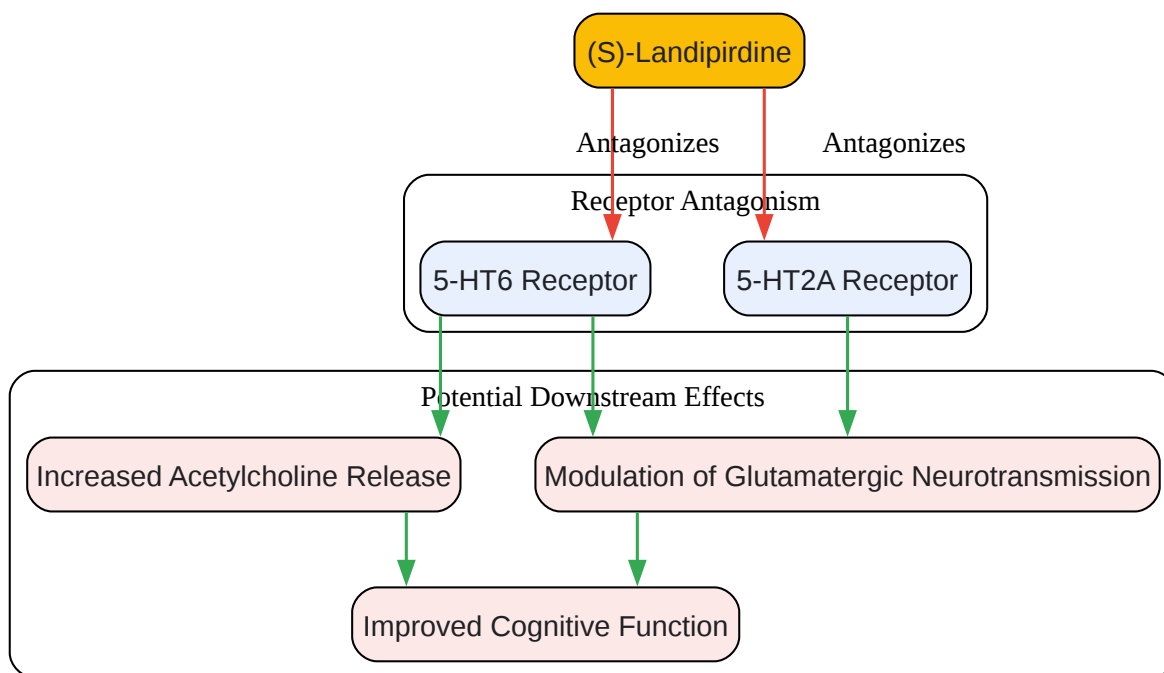 (S)-Landipirdine
Antagonizes
Antagonizes
Receptor Antagonism
5-HT6 Receptor
5-HT2A Receptor
Potential Downstream Effects
Increased Acetylcholine Release
Modulation of Glutamatergic Neurotransmission
Improved Cognitive Function